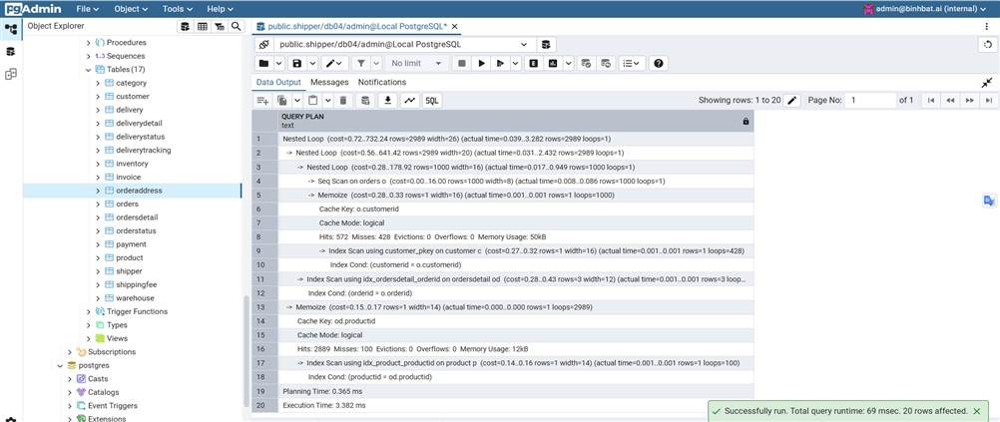 pgAdmin File Object Tools Help admin@binhbat.ai (internal)
Object Explorer
Procedures
Sequences
Tables (17)
category
customer
delivery
deliverydetail
deliverystatus
deliverytracking
inventory
invoice
orderaddress
orders
ordersdetail
orderstatus
payment
product
shipper
shippingfee
warehouse
Trigger Functions
Types
Views
Subscriptions
postgres
Casts
Catalogs
Event Triggers
Extensions
public.shipper/db04/admin@Local PostgreSQL*
public.shipper/db04/admin@Local PostgreSQL
No limit
Data Output Messages Notifications
SQL Showing rows: 1 to 20 Page No: 1 of 1
QUERY PLAN
text
1 Nested Loop (cost=0.72..732.24 rows=2989 width=26) (actual time=0.039..3.282 rows=2989 loops=1)
2 -> Nested Loop (cost=0.56..641.42 rows=2989 width=20) (actual time=0.031..2.432 rows=2989 loops=1)
3 -> Nested Loop (cost=0.28..178.92 rows=1000 width=16) (actual time=0.017..0.949 rows=1000 loops=1)
4 -> Seq Scan on orders o (cost=0.00..16.00 rows=1000 width=8) (actual time=0.008..0.086 rows=1000 loops=1)
5 -> Memoize (cost=0.28..0.33 rows=1 width=16) (actual time=0.001..0.001 rows=1 loops=1000)
6 Cache Key: o.customerid
7 Cache Mode: logical
8 Hits: 572 Misses: 428 Evictions: 0 Overflows: 0 Memory Usage: 50kB
9 -> Index Scan using customer_pkey on customer c (cost=0.27..0.32 rows=1 width=16) (actual time=0.001..0.001 rows=1 loops=428)
10 Index Cond: (customerid = o.customerid)
11 -> Index Scan using idx_ordersdetail_orderid on ordersdetail od (cost=0.28..0.43 rows=3 width=12) (actual time=0.001..0.001 rows=3 loop...
12 Index Cond: (orderid = o.orderid)
13 -> Memoize (cost=0.15..0.17 rows=1 width=14) (actual time=0.000..0.000 rows=1 loops=2989)
14 Cache Key: od.productid
15 Cache Mode: logical
16 Hits: 2889 Misses: 100 Evictions: 0 Overflows: 0 Memory Usage: 12kB
17 -> Index Scan using idx_product_productid on product p (cost=0.14..0.16 rows=1 width=14) (actual time=0.001..0.001 rows=1 loops=100)
18 Index Cond: (productid = od.productid)
19 Planning Time: 0.365 ms
20 Execution Time: 3.382 ms
Successfully run. Total query runtime: 69 msec. 20 rows affected.